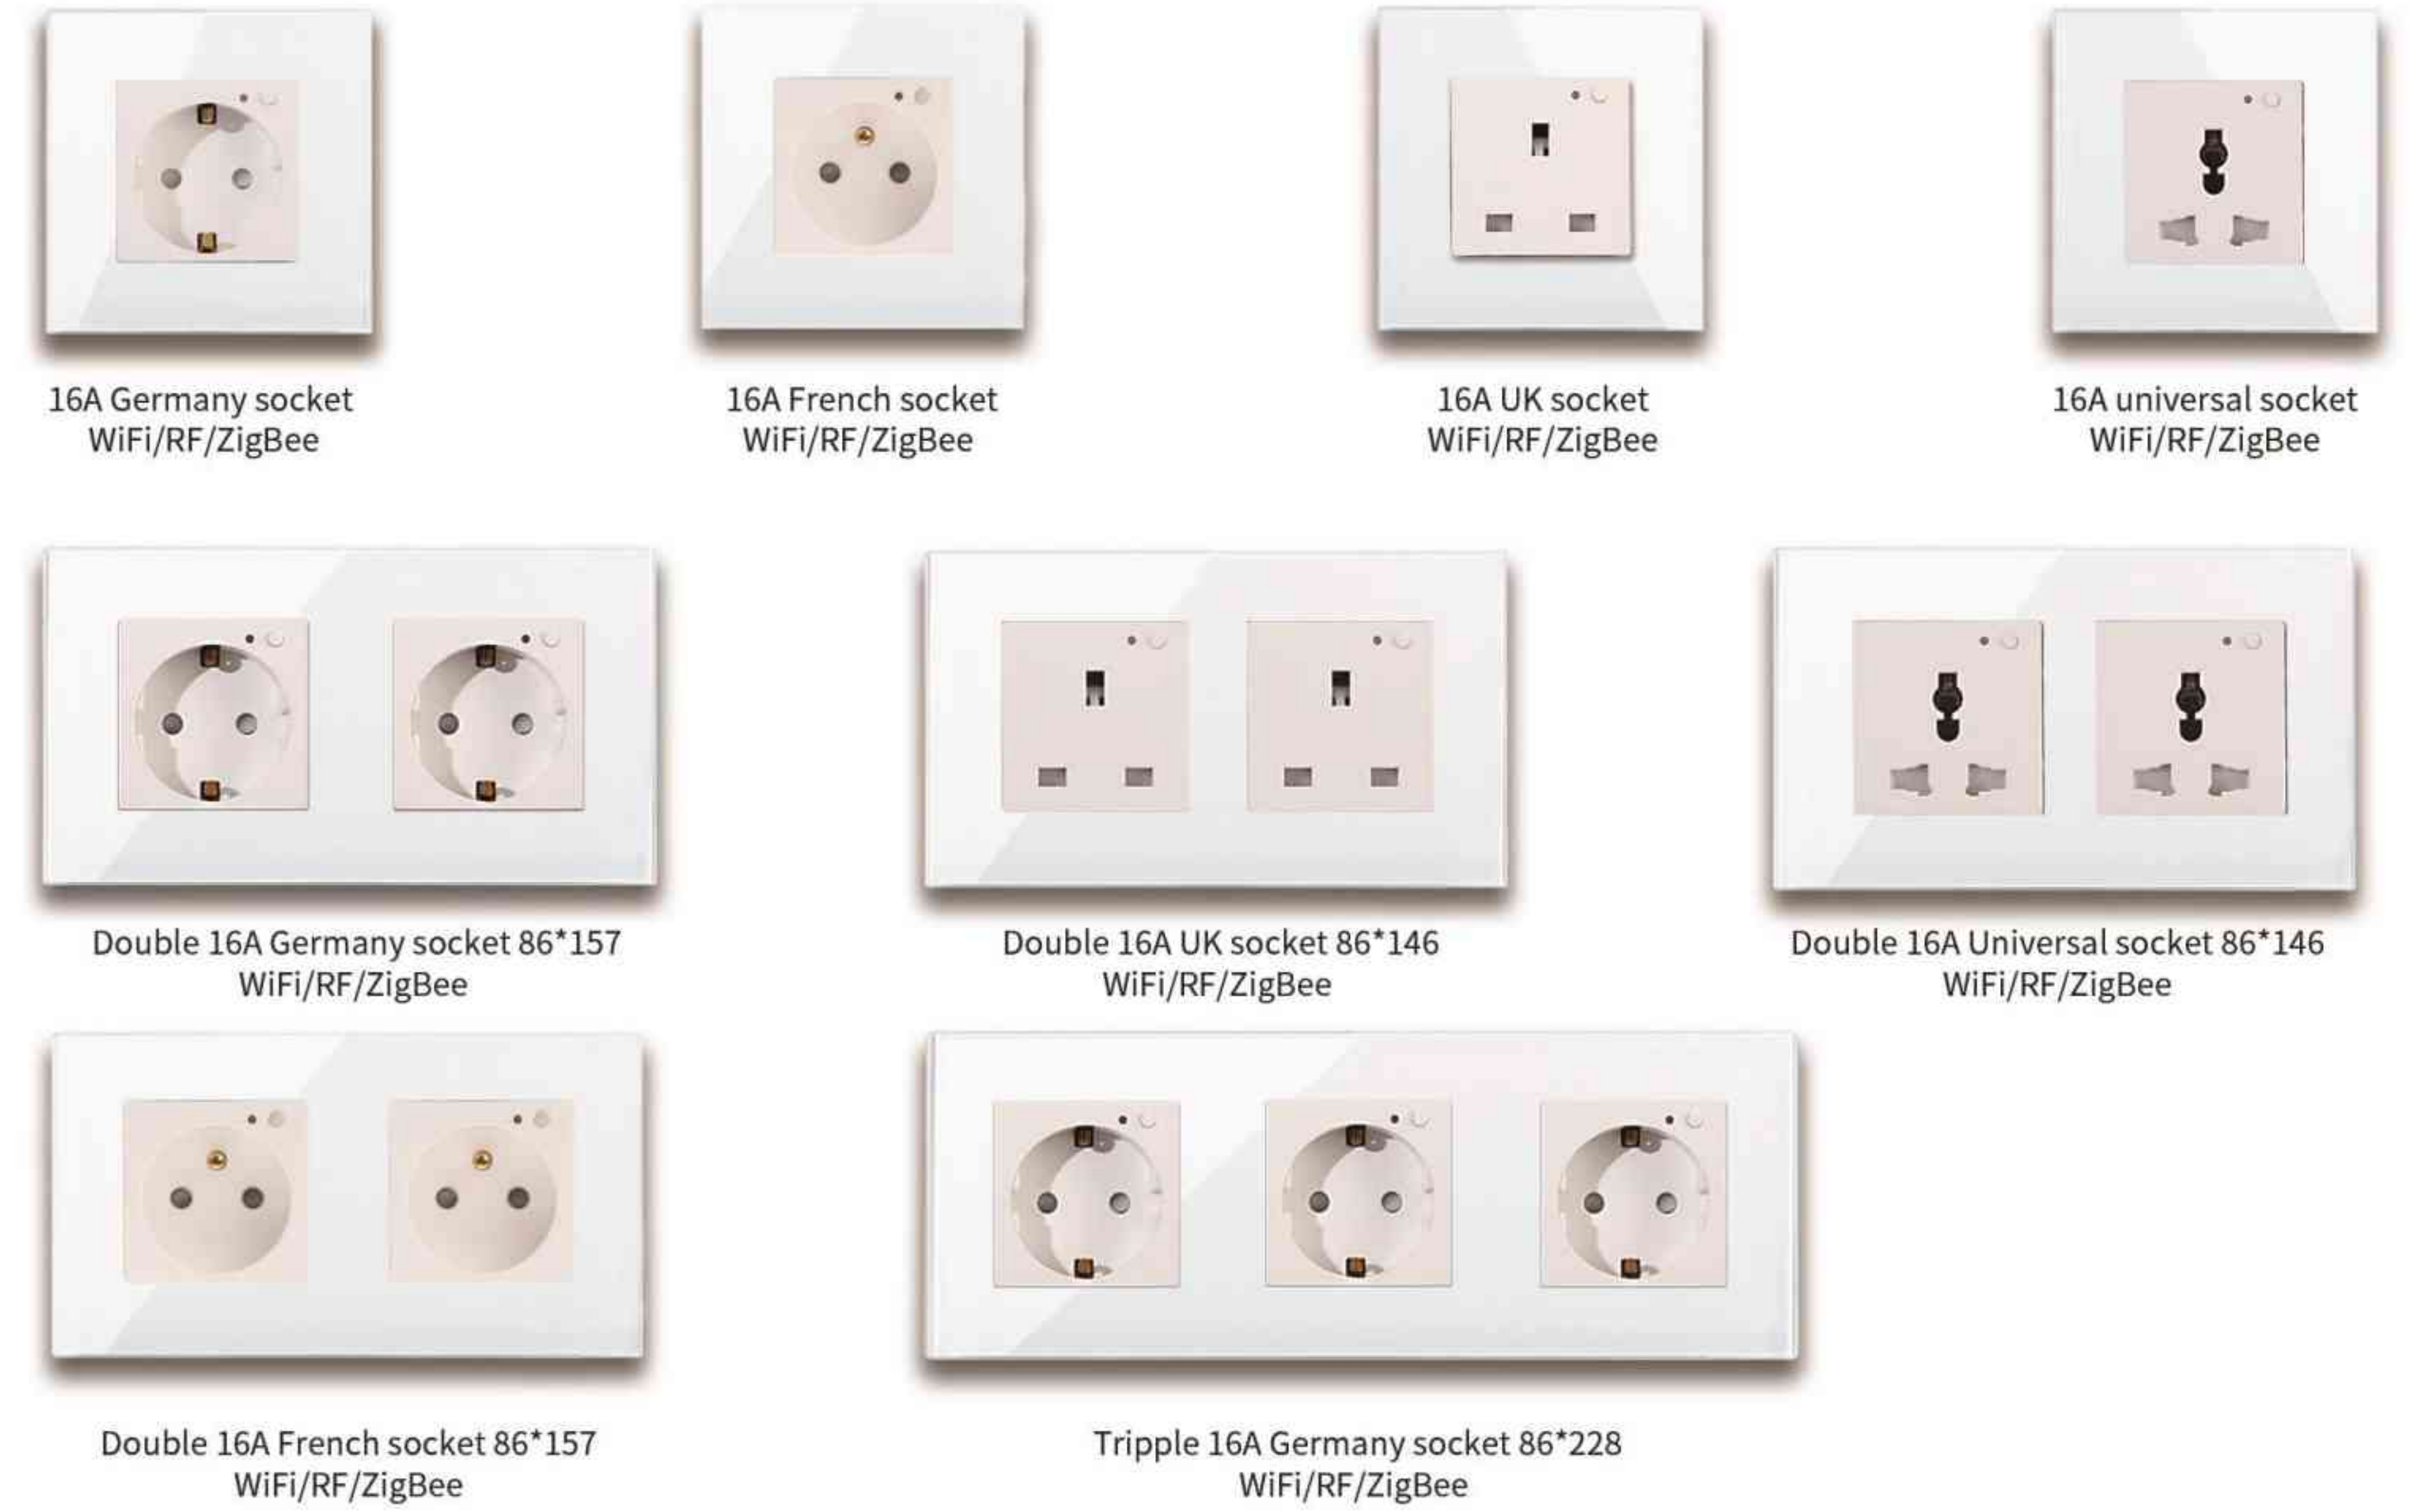 16A Germany socket
WiFi/RF/ZigBee
16A French socket
WiFi/RF/ZigBee
16A UK socket
WiFi/RF/ZigBee
16A universal socket
WiFi/RF/ZigBee
Double 16A Germany socket 86*157
WiFi/RF/ZigBee
Double 16A UK socket 86*146
WiFi/RF/ZigBee
Double 16A Universal socket 86*146
WiFi/RF/ZigBee
Double 16A French socket 86*157
WiFi/RF/ZigBee
Tripple 16A Germany socket 86*228
WiFi/RF/ZigBee